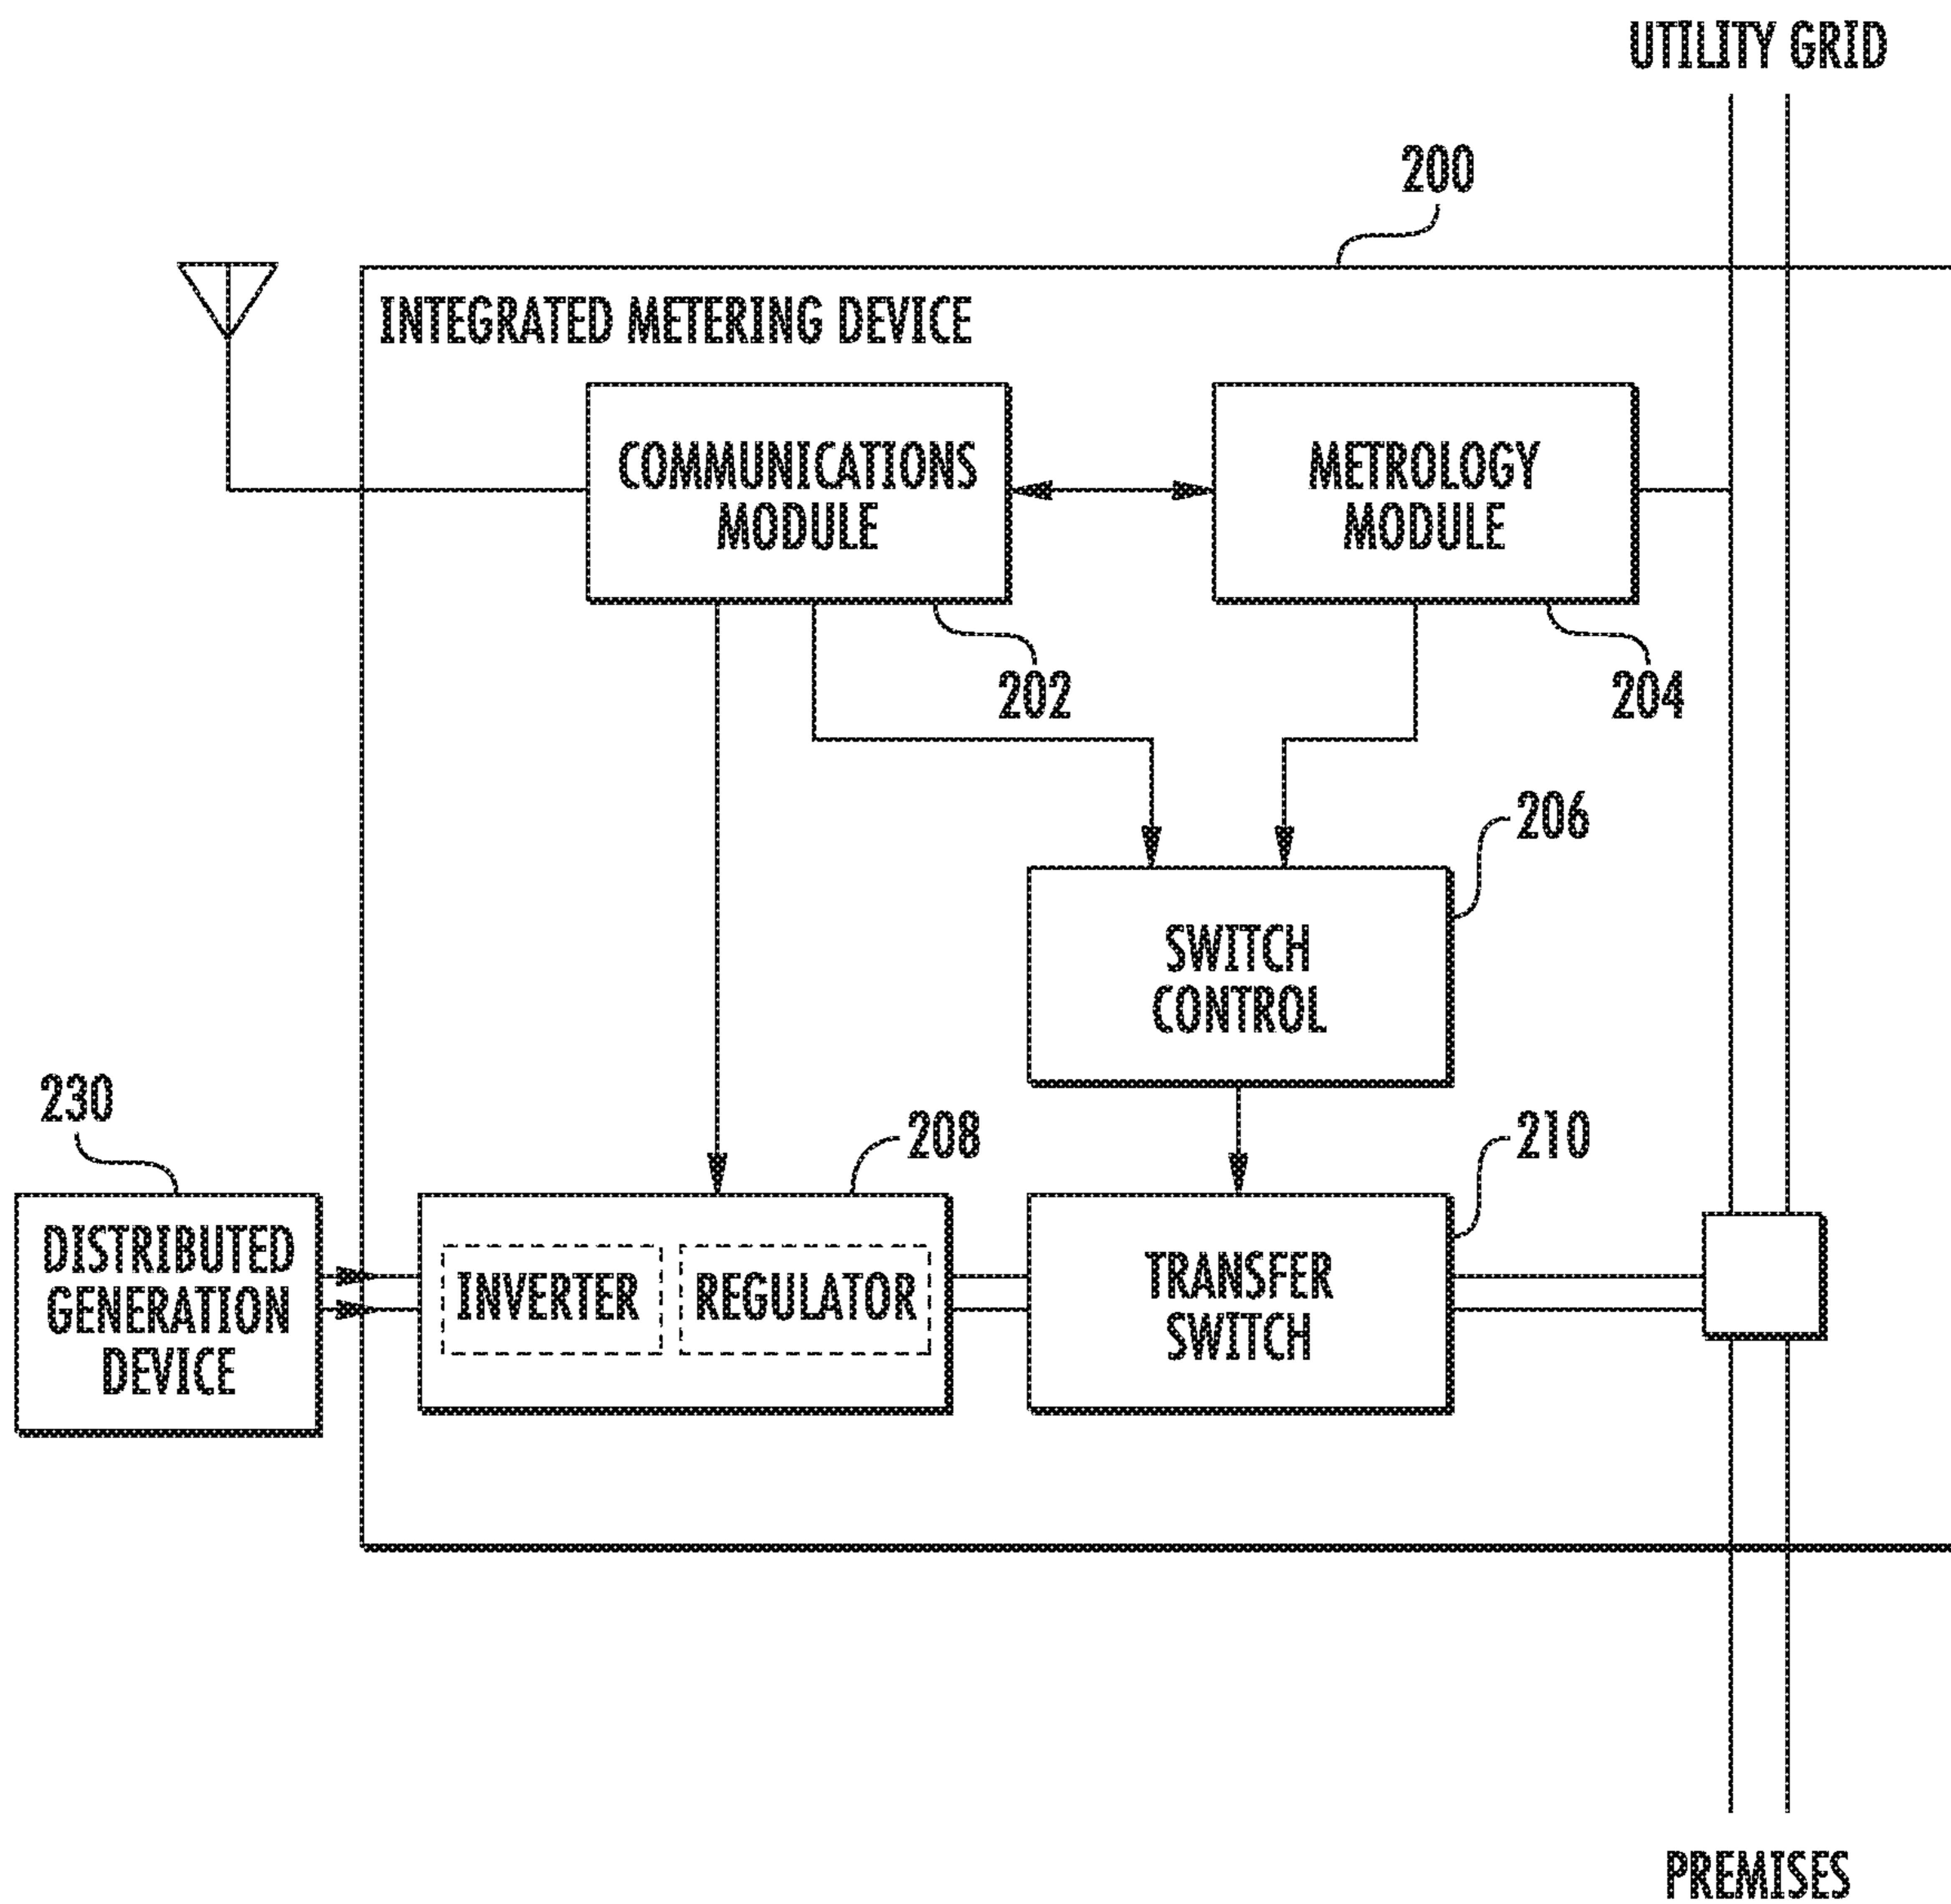 UTILITY GRID
200
INTEGRATED METERING DEVICE
COMMUNICATIONS
MODULE
METROLOGY
MODULE
202
204
206
SWITCH
CONTROL
230
208
210
DISTRIBUTED
GENERATION
DEVICE
INVERTER
REGULATOR
TRANSFER
SWITCH
PREMISES